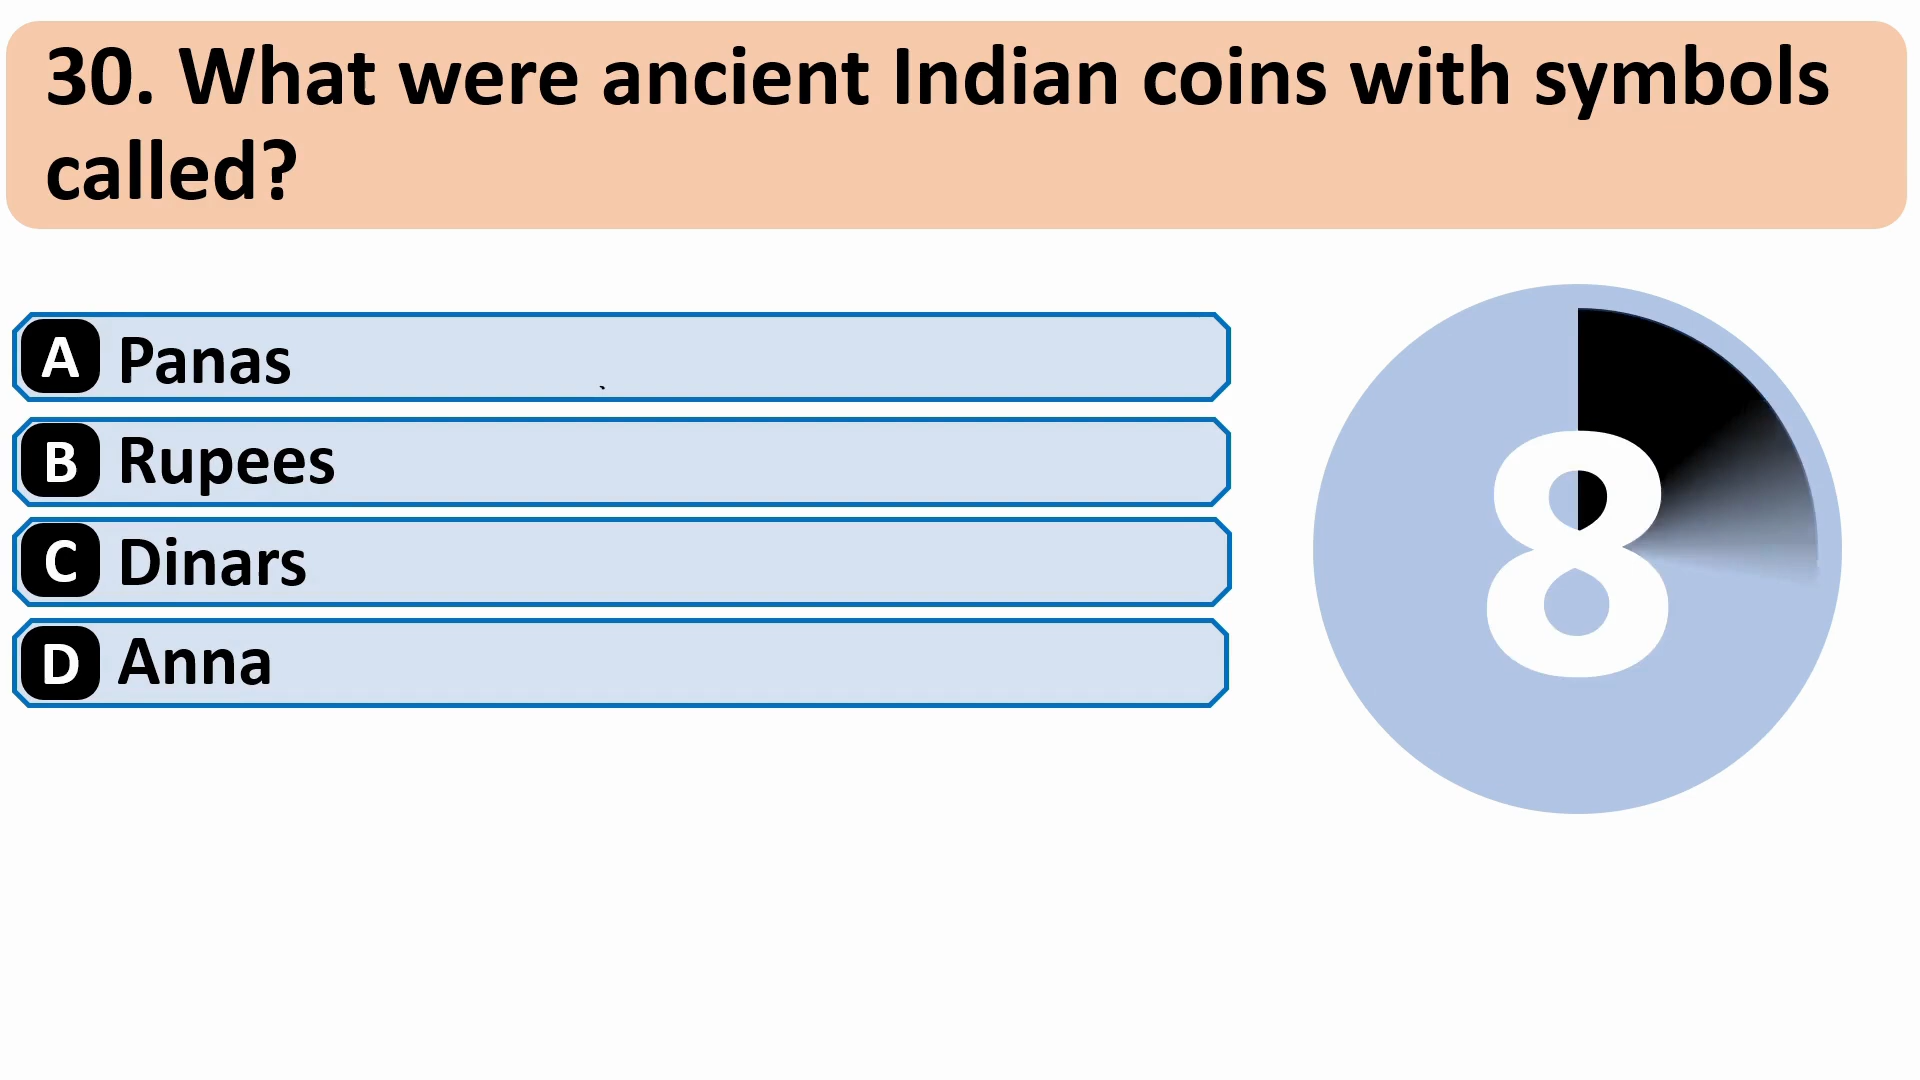 30. What were ancient Indian coins with symbols
called?
A Panas
B Rupees
C Dinars
D Anna
8